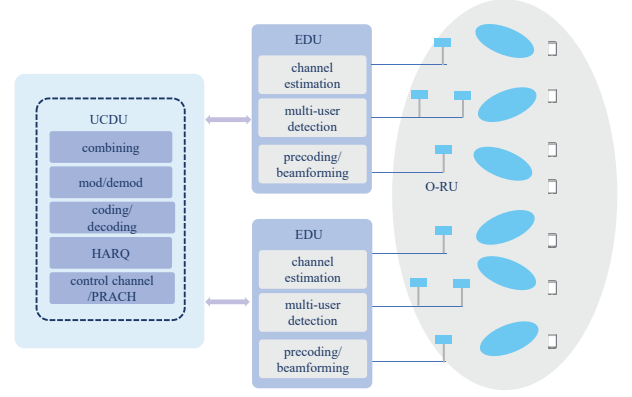 UCDU
combining
mod/demod
coding/
decoding
HARQ
control channel
/PRACH
EDU
channel
estimation
multi-user
detection
precoding/
beamforming
EDU
channel
estimation
multi-user
detection
precoding/
beamforming
O-RU